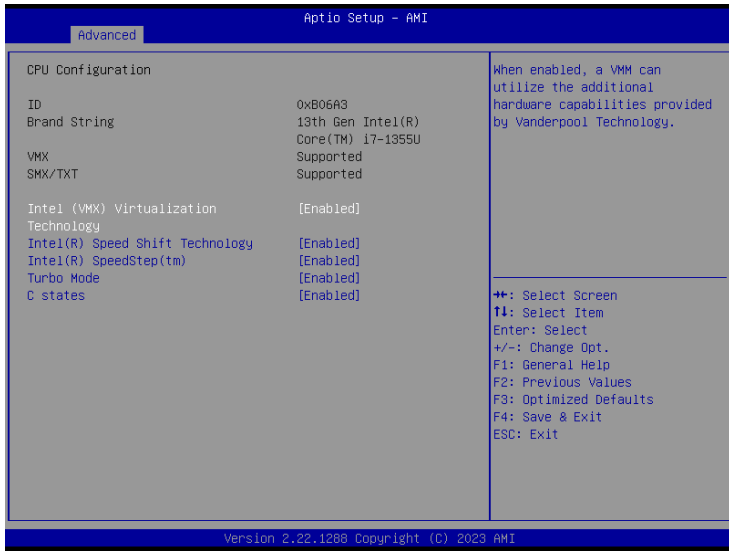 Aptio Setup - AMI
Advanced
CPU Configuration
ID 0xB06A3
Brand String 13th Gen Intel(R)
Core(TM) i7-1355U
VMX Supported
SMX/TXT Supported
Intel (VMX) Virtualization [Enabled]
Technology
Intel(R) Speed Shift Technology [Enabled]
Intel(R) SpeedStep(tm) [Enabled]
Turbo Mode [Enabled]
C states [Enabled]
When enabled, a VMM can
utilize the additional
hardware capabilities provided
by Vanderpool Technology.
→←: Select Screen
↑↓: Select Item
Enter: Select
+/-: Change Opt.
F1: General Help
F2: Previous Values
F3: Optimized Defaults
F4: Save & Exit
ESC: Exit
Version 2.22.1288 Copyright (C) 2023 AMI